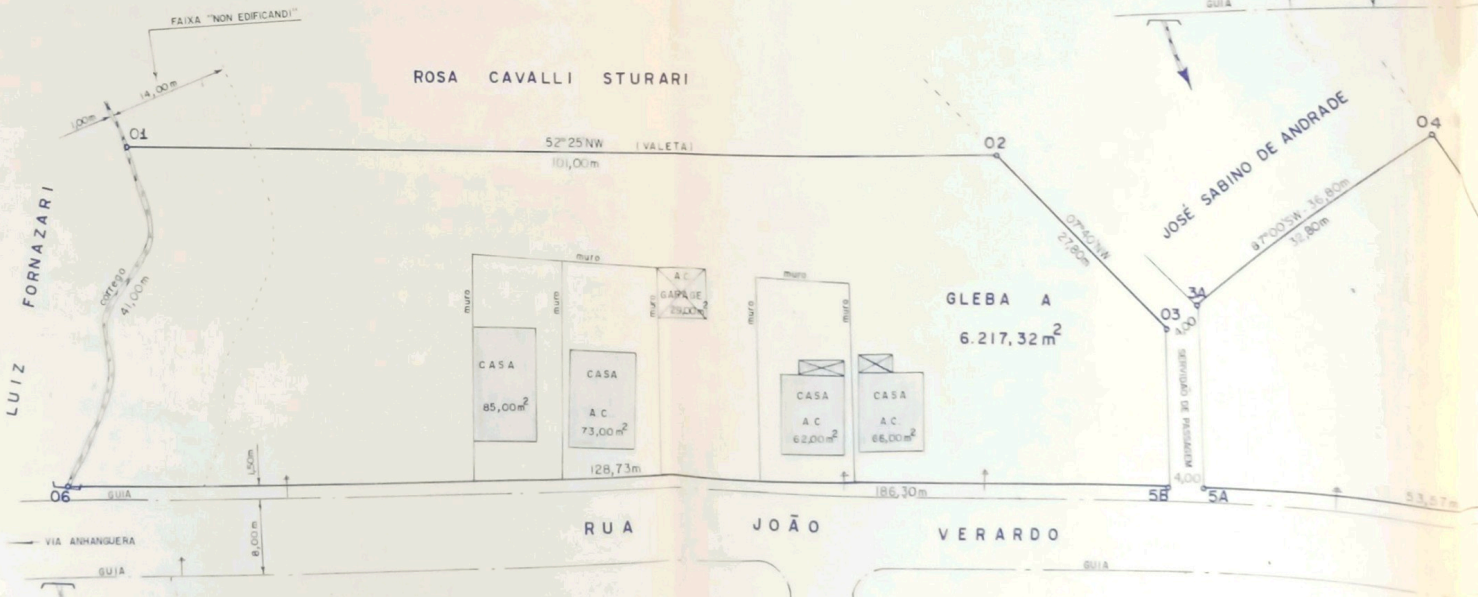 GUIA
FAIXA "NON EDIFICANDI"
14,00m
1,00m
ROSA CAVALLI STURARI
01
52°25'NW (VALETA)
101,00m
02
JOSÉ SABINO DE ANDRADE
04
87°00'SW - 36,80m
32,80m
07°40'NW
27,80m
LUIZ FORNAZARI
córrego
41,00m
muro
muro
muro
muro
muro
muro
muro
A.C.
GARAGE
29,00m²
CASA
85,00m²
CASA
A.C.
73,00m²
CASA
A.C.
62,00m²
CASA
A.C.
66,00m²
GLEBA A
6.217,32m²
03
3A
4,00
SERVIDÃO DE PASSAGEM
4,00
1,50m
128,73m
186,30m
53,57m
06
GUIA
5B
5A
RUA JOÃO VERARDO
8,00m
VIA ANHANGUERA
GUIA
GUIA